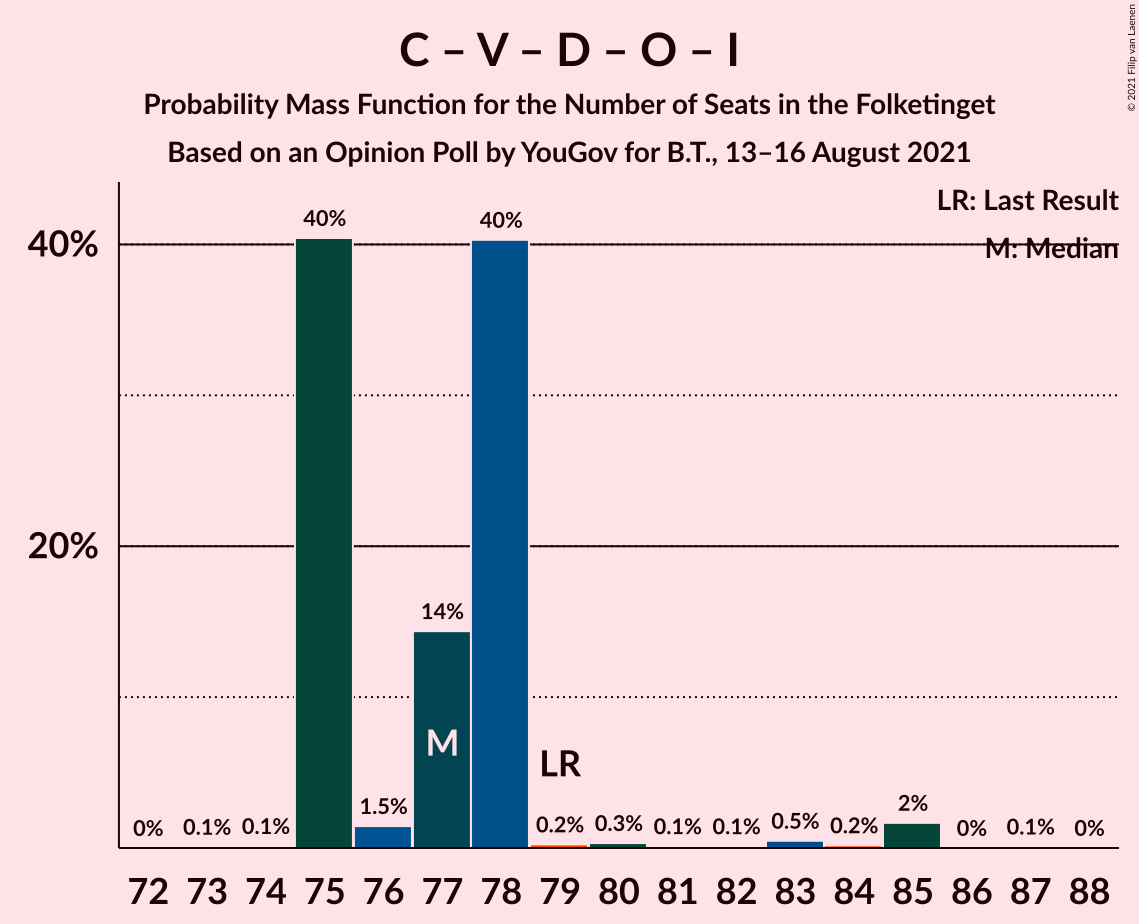 C – V – D – O – I
Probability Mass Function for the Number of Seats in the Folketinget
Based on an Opinion Poll by YouGov for B.T., 13–16 August 2021
© 2021 Filip van Laenen
LR: Last Result
M: Median
40%
20%
0%
0.1%
0.1%
40%
1.5%
14%
40%
0.2%
0.3%
0.1%
0.1%
0.5%
0.2%
2%
0%
0.1%
0%
M
LR
72 73 74 75 76 77 78 79 80 81 82 83 84 85 86 87 88